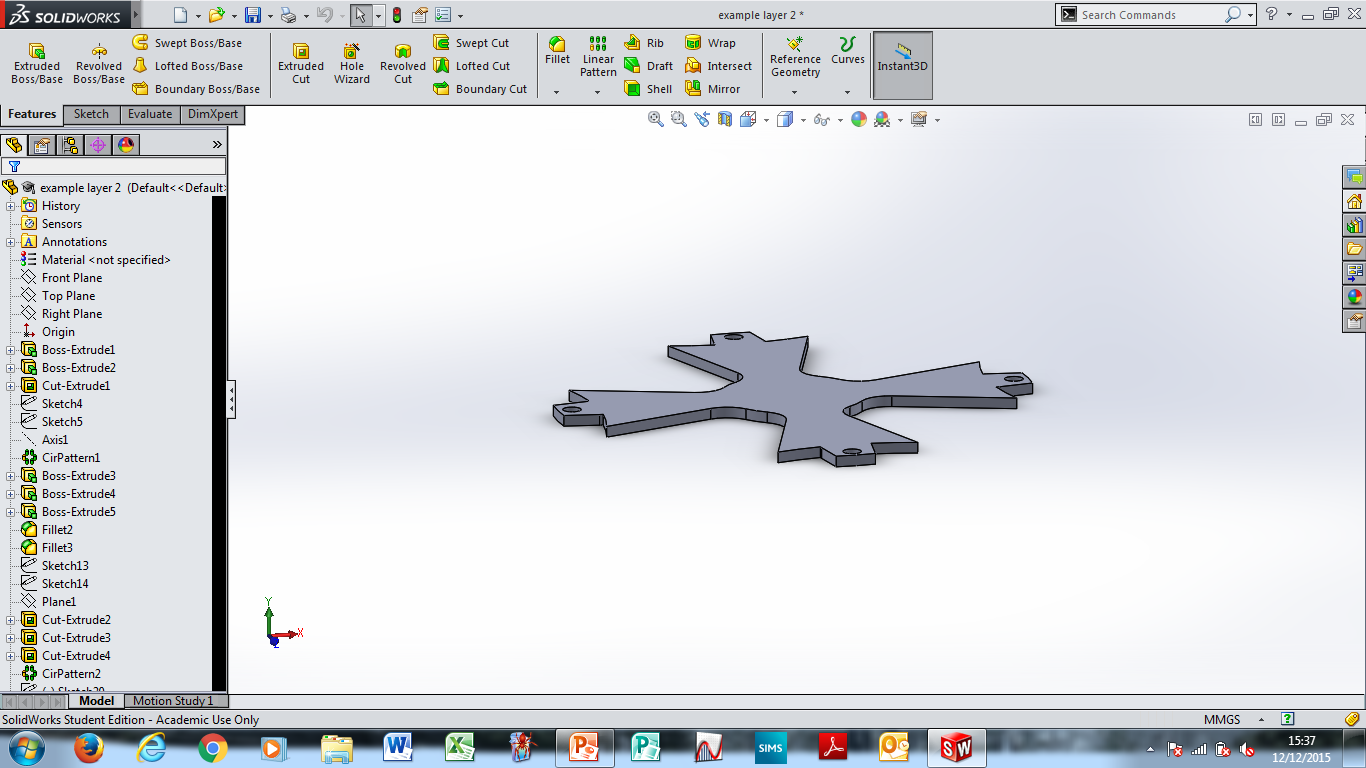 SOLIDWORKS
example layer 2 *
Search Commands
Extruded Boss/Base
Revolved Boss/Base
Swept Boss/Base
Lofted Boss/Base
Boundary Boss/Base
Extruded Cut
Hole Wizard
Revolved Cut
Swept Cut
Lofted Cut
Boundary Cut
Fillet
Linear Pattern
Rib
Draft
Shell
Wrap
Intersect
Mirror
Reference Geometry
Curves
Instant3D
Features
Sketch
Evaluate
DimXpert
example layer 2 (Default<<Default>
History
Sensors
Annotations
Material <not specified>
Front Plane
Top Plane
Right Plane
Origin
Boss-Extrude1
Boss-Extrude2
Cut-Extrude1
Sketch4
Sketch5
Axis1
CirPattern1
Boss-Extrude3
Boss-Extrude4
Boss-Extrude5
Fillet2
Fillet3
Sketch13
Sketch14
Plane1
Cut-Extrude2
Cut-Extrude3
Cut-Extrude4
CirPattern2
(-) Sketch20
Y
X
Z
Model
Motion Study 1
SolidWorks Student Edition - Academic Use Only
MMGS
SIMS
SW
15:37
12/12/2015